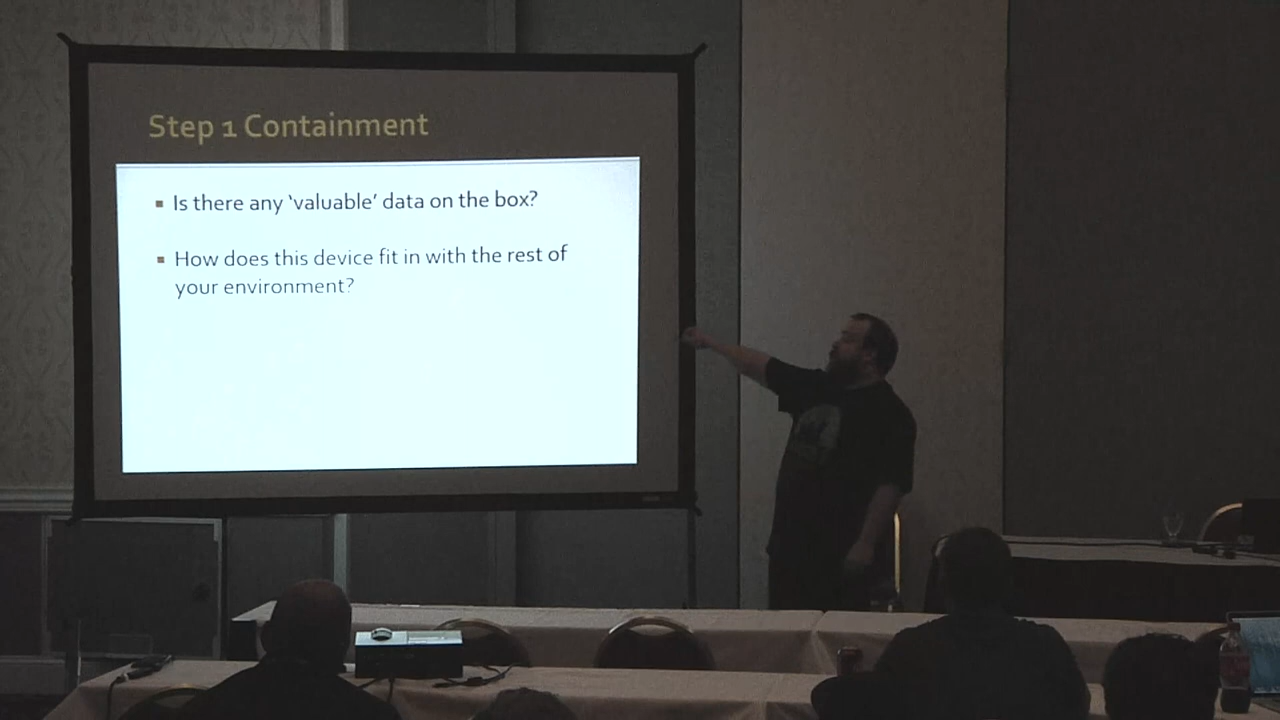 Step 1 Containment
Is there any ‘valuable’ data on the box?
How does this device fit in with the rest of
your environment?